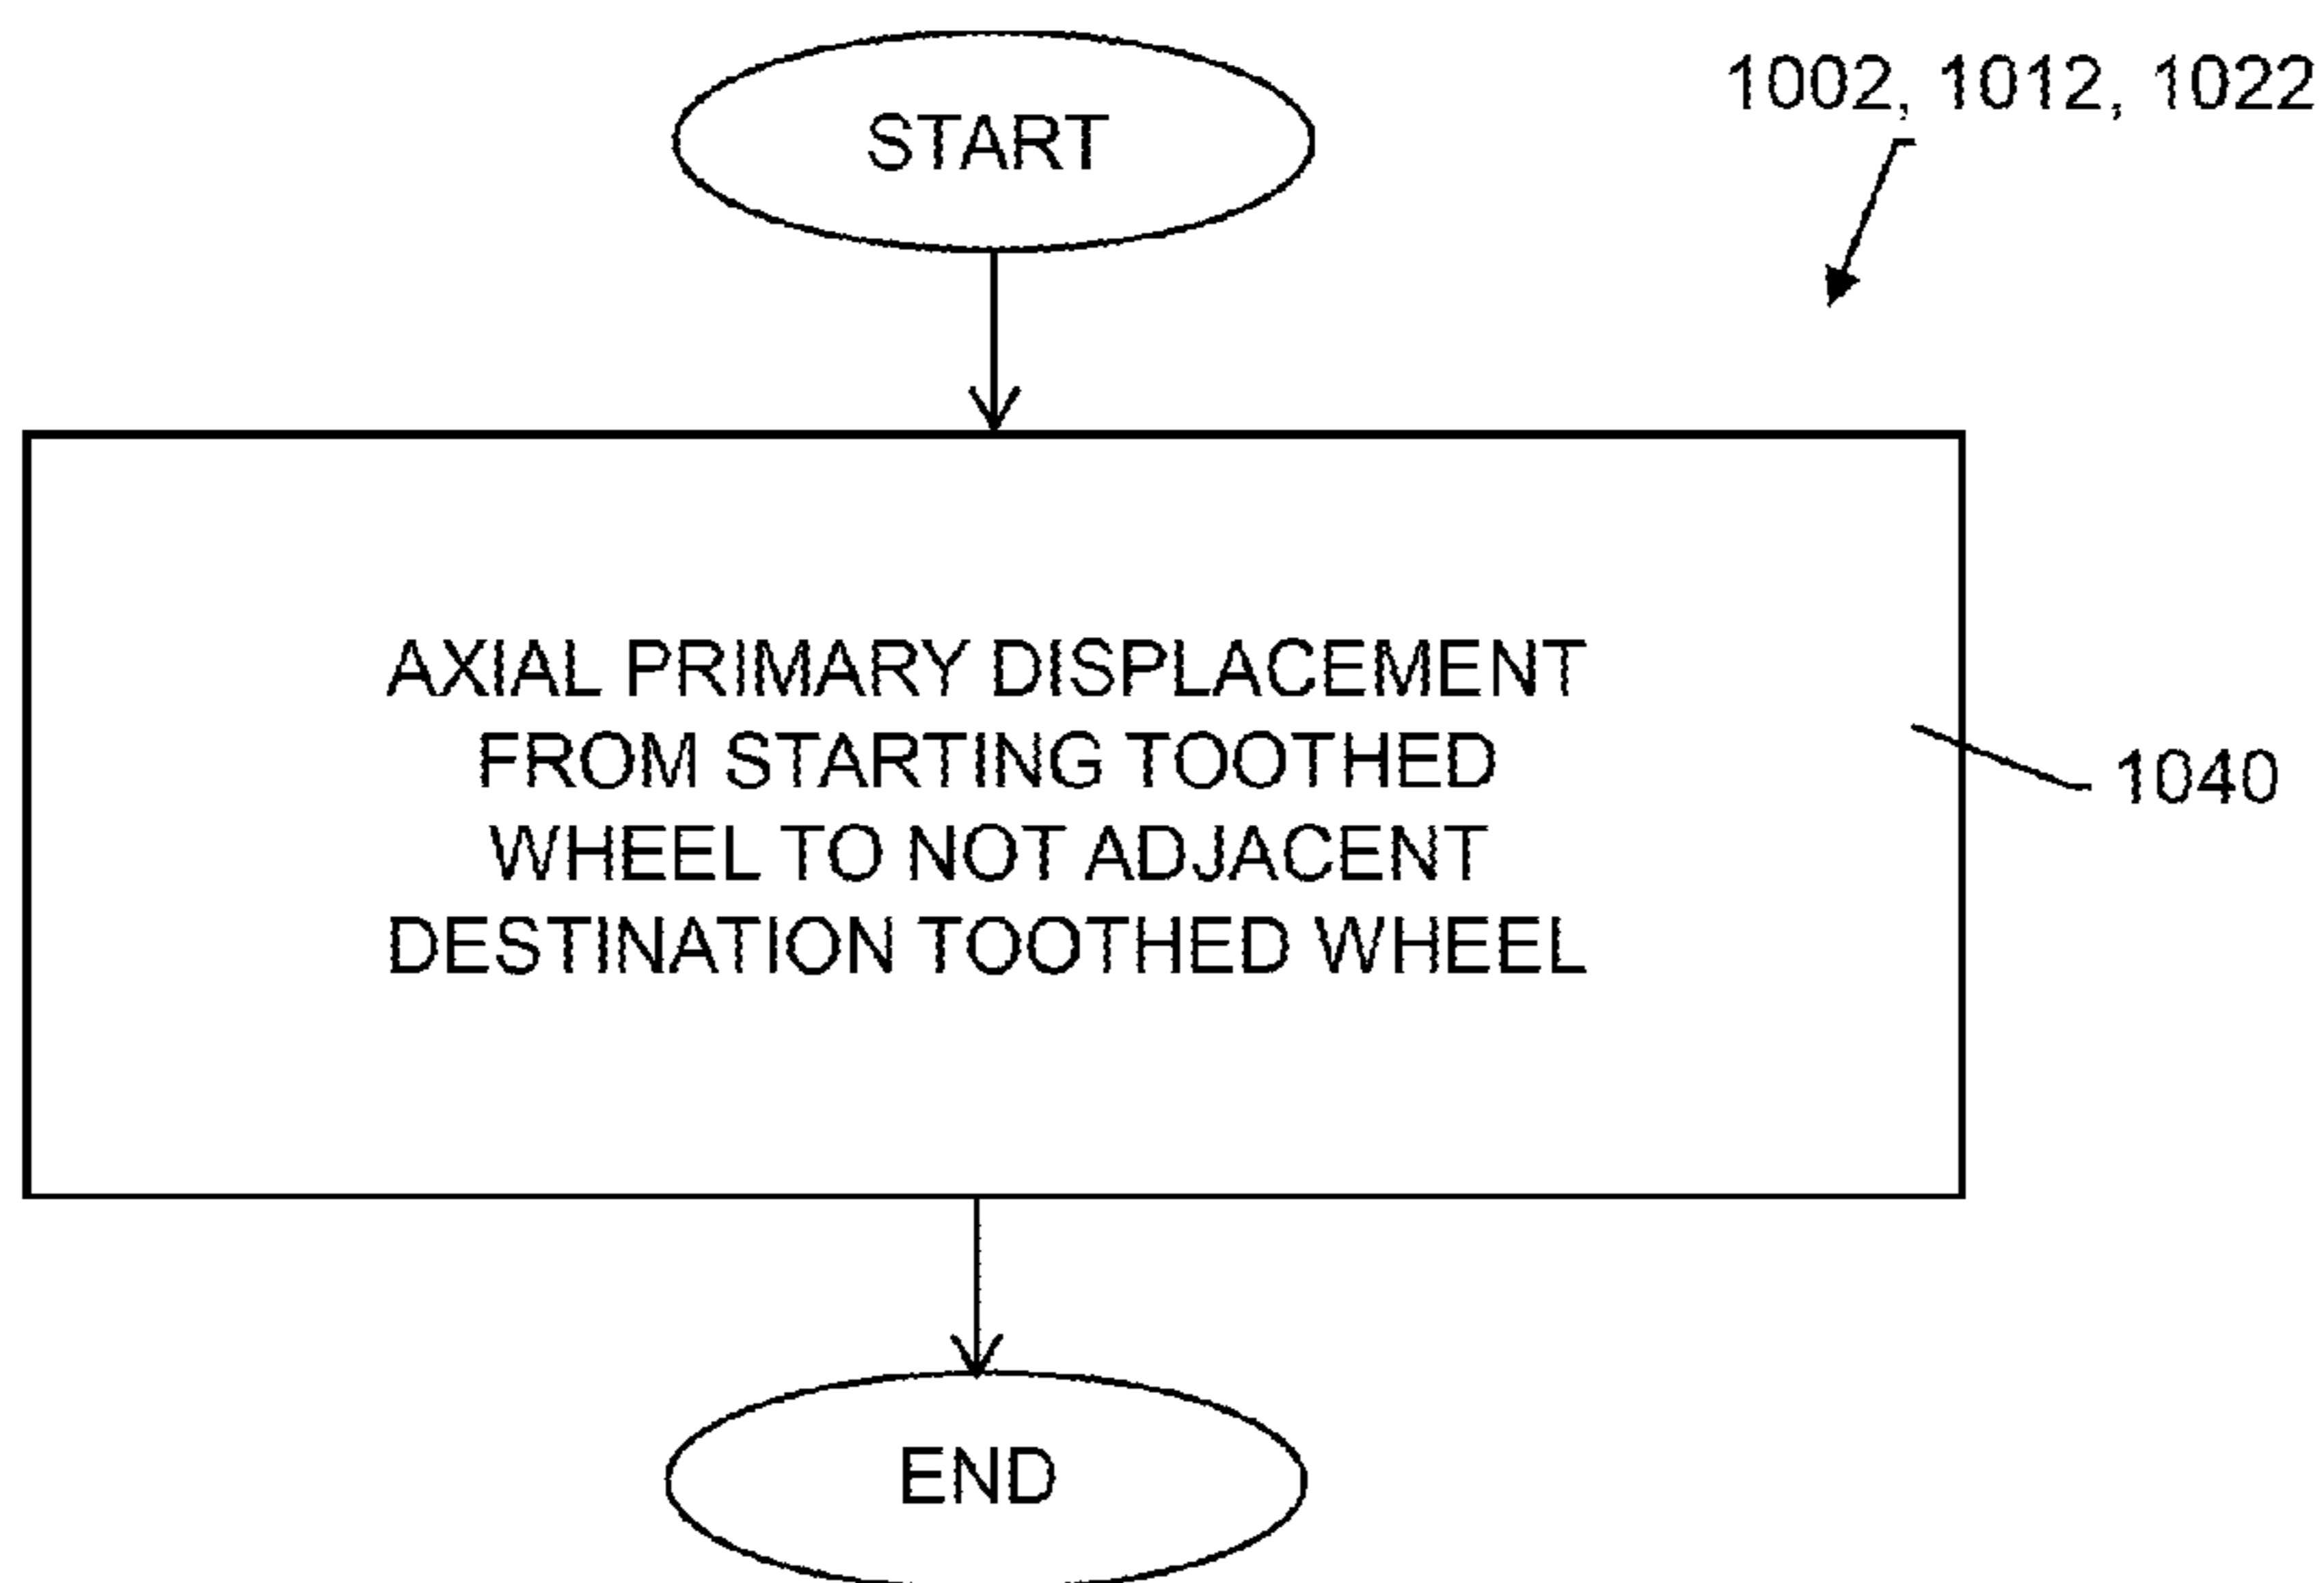 START
1002, 1012, 1022
AXIAL PRIMARY DISPLACEMENT
FROM STARTING TOOTHED
WHEEL TO NOT ADJACENT
DESTINATION TOOTHED WHEEL
1040
END